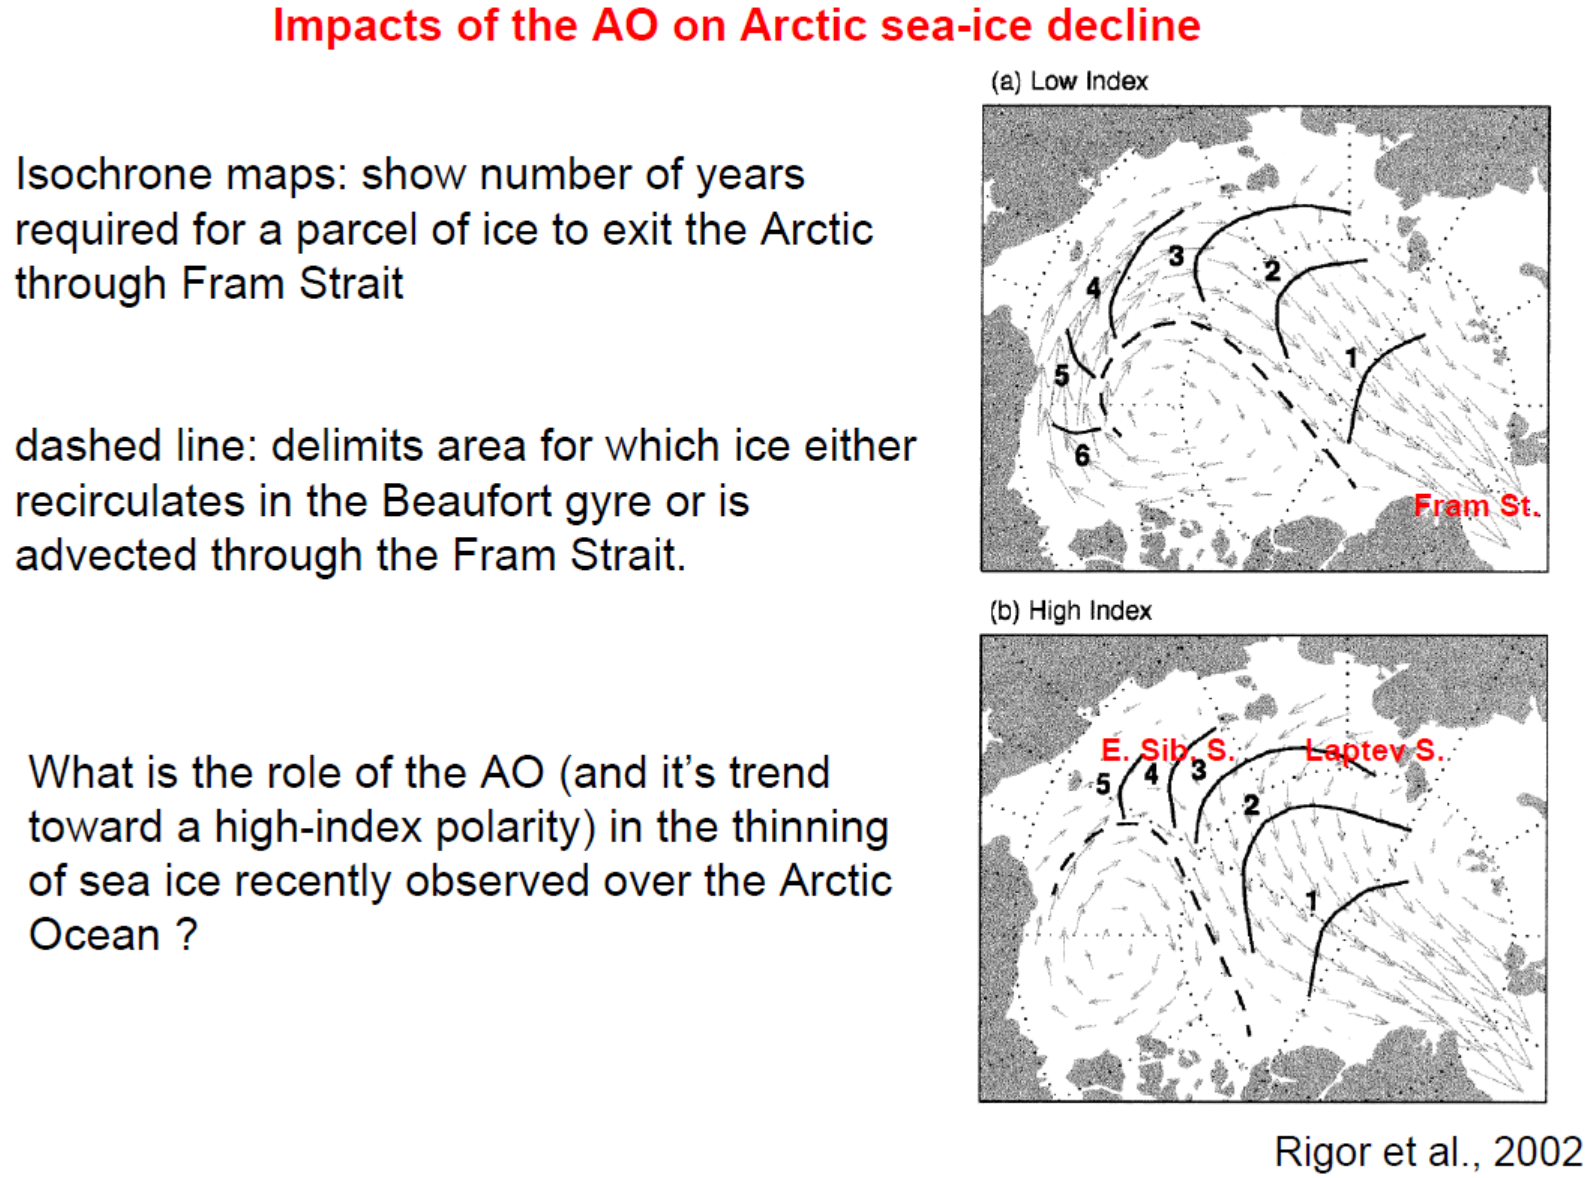 Impacts of the AO on Arctic sea-ice decline
Isochrone maps: show number of years
required for a parcel of ice to exit the Arctic
through Fram Strait
dashed line: delimits area for which ice either
recirculates in the Beaufort gyre or is
advected through the Fram Strait.
What is the role of the AO (and it's trend
toward a high-index polarity) in the thinning
of sea ice recently observed over the Arctic
Ocean ?
(a) Low Index
3
2
4
1
5
6
Fram St.
(b) High Index
E. Sib. S.
Laptev S.
5
4
3
2
1
Rigor et al., 2002